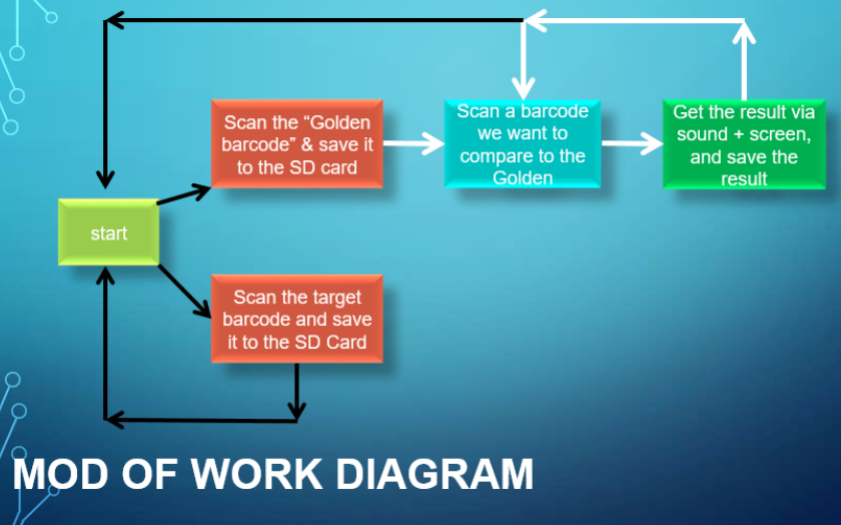 Scan the “Golden
barcode” & save it
to the SD card
Scan a barcode
we want to
compare to the
Golden
Get the result via
sound + screen,
and save the
result
start
Scan the target
barcode and save
it to the SD Card
MOD OF WORK DIAGRAM